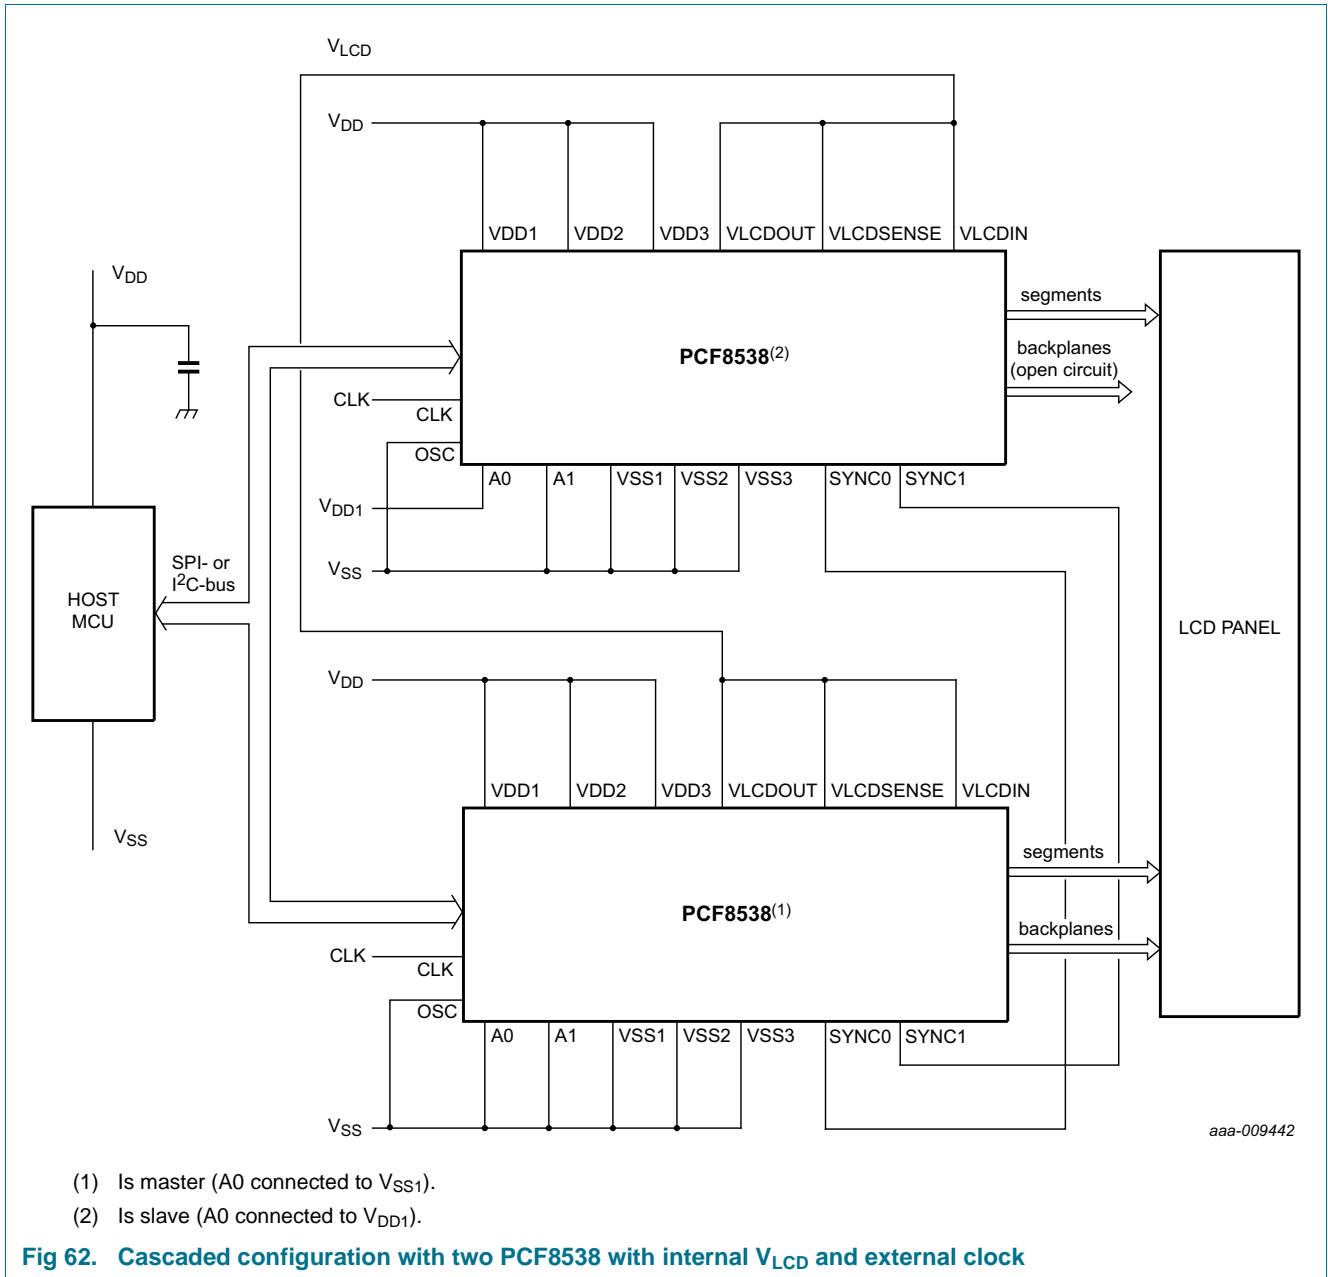 VLCD
VDD
VDD1 VDD2 VDD3 VLCDOUT VLCDSENSE VLCDIN
VDD
segments
backplanes
(open circuit)
PCF8538(2)
CLK
CLK
OSC
A0 A1 VSS1 VSS2 VSS3 SYNC0 SYNC1
VDD1
VSS
SPI- or
I2C-bus
HOST
MCU
LCD PANEL
VDD
VDD1 VDD2 VDD3 VLCDOUT VLCDSENSE VLCDIN
VSS
segments
PCF8538(1)
backplanes
CLK
CLK
OSC
A0 A1 VSS1 VSS2 VSS3 SYNC0 SYNC1
VSS
aaa-009442
(1) Is master (A0 connected to VSS1).
(2) Is slave (A0 connected to VDD1).
Fig 62. Cascaded configuration with two PCF8538 with internal VLCD and external clock